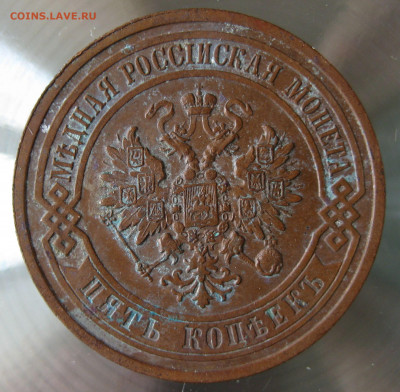 COINS.LAVE.RU
МѢДНАЯ РОССІЙСКАЯ МОНЕТА
ПЯТЬ КОПѢЕКЪ